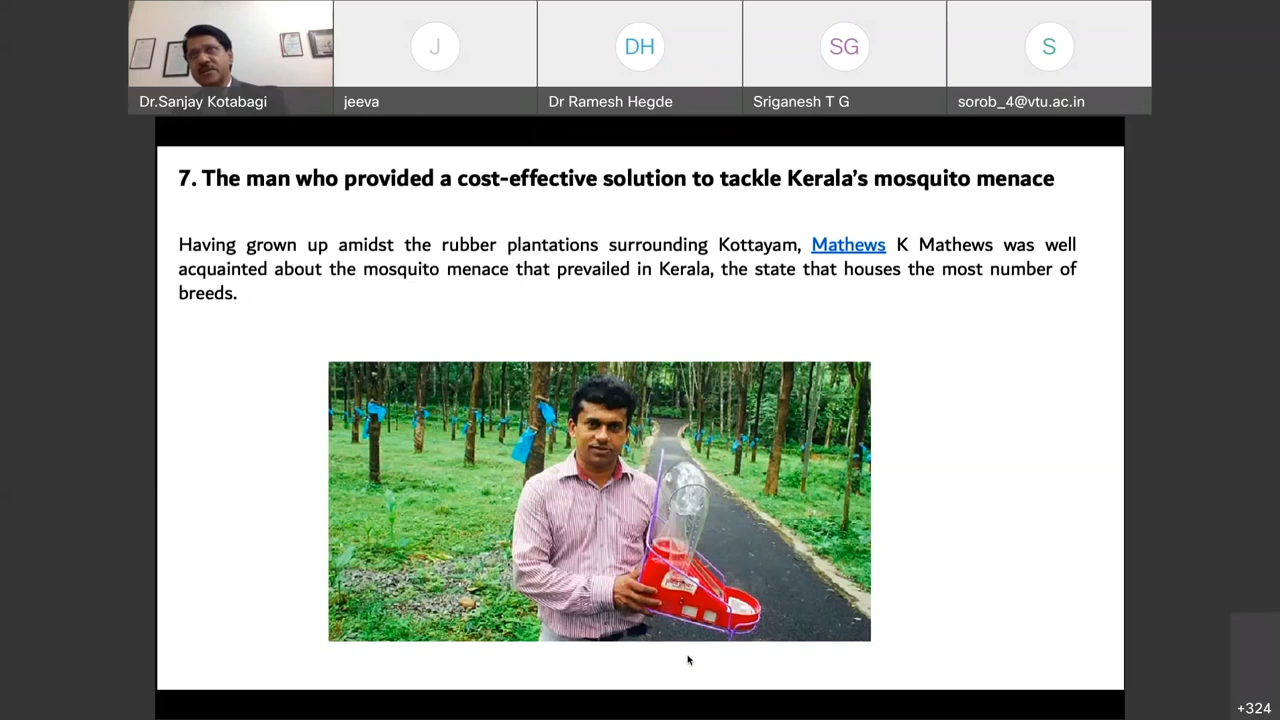 J
DH
SG
S
Dr.Sanjay Kotabagi
jeeva
Dr Ramesh Hegde
Sriganesh T G
sorob_4@vtu.ac.in
7. The man who provided a cost-effective solution to tackle Kerala's mosquito menace
Having grown up amidst the rubber plantations surrounding Kottayam, Mathews K Mathews was well
acquainted about the mosquito menace that prevailed in Kerala, the state that houses the most number of
breeds.
+324